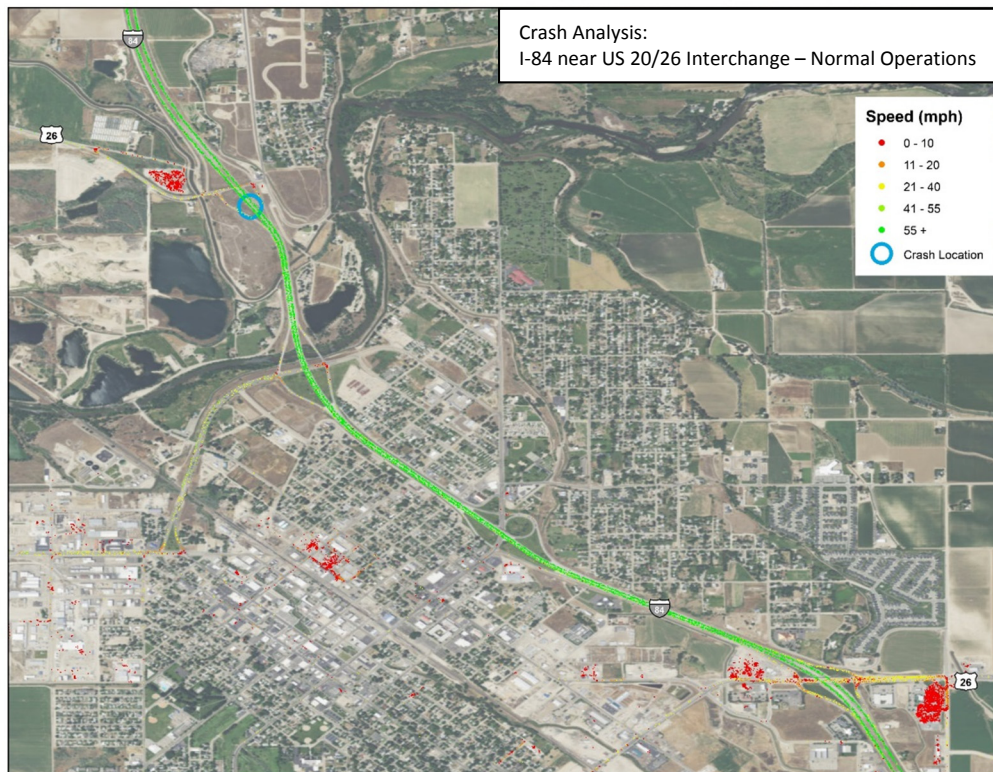 Crash Analysis:
I-84 near US 20/26 Interchange – Normal Operations
84
26
Speed (mph)
0 - 10
11 - 20
21 - 40
41 - 55
55 +
Crash Location
84
26